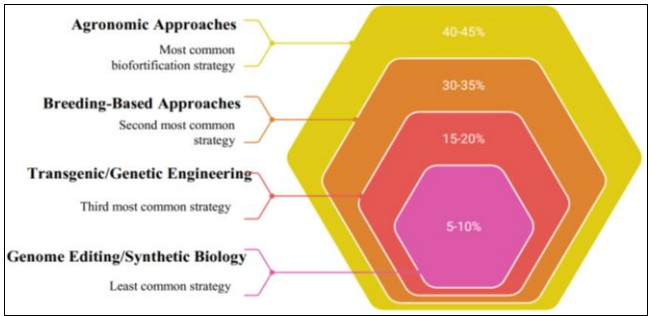 Agronomic Approaches
Most common
biofortification strategy
40-45%
Breeding-Based Approaches
Second most common
strategy
30-35%
Transgenic/Genetic Engineering
Third most common strategy
15-20%
Genome Editing/Synthetic Biology
Least common strategy
5-10%